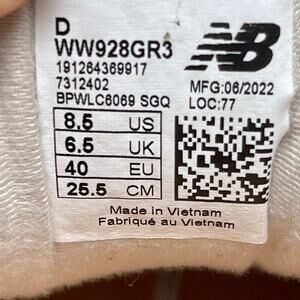 D
WW928GR3
191264369917
7312402
BPWLC6069 SGQ
NB
MFG:06/2022
LOC:77
8.5 US
6.5 UK
40 EU
25.5 CM
Made in Vietnam
Fabriqué au Vietnam